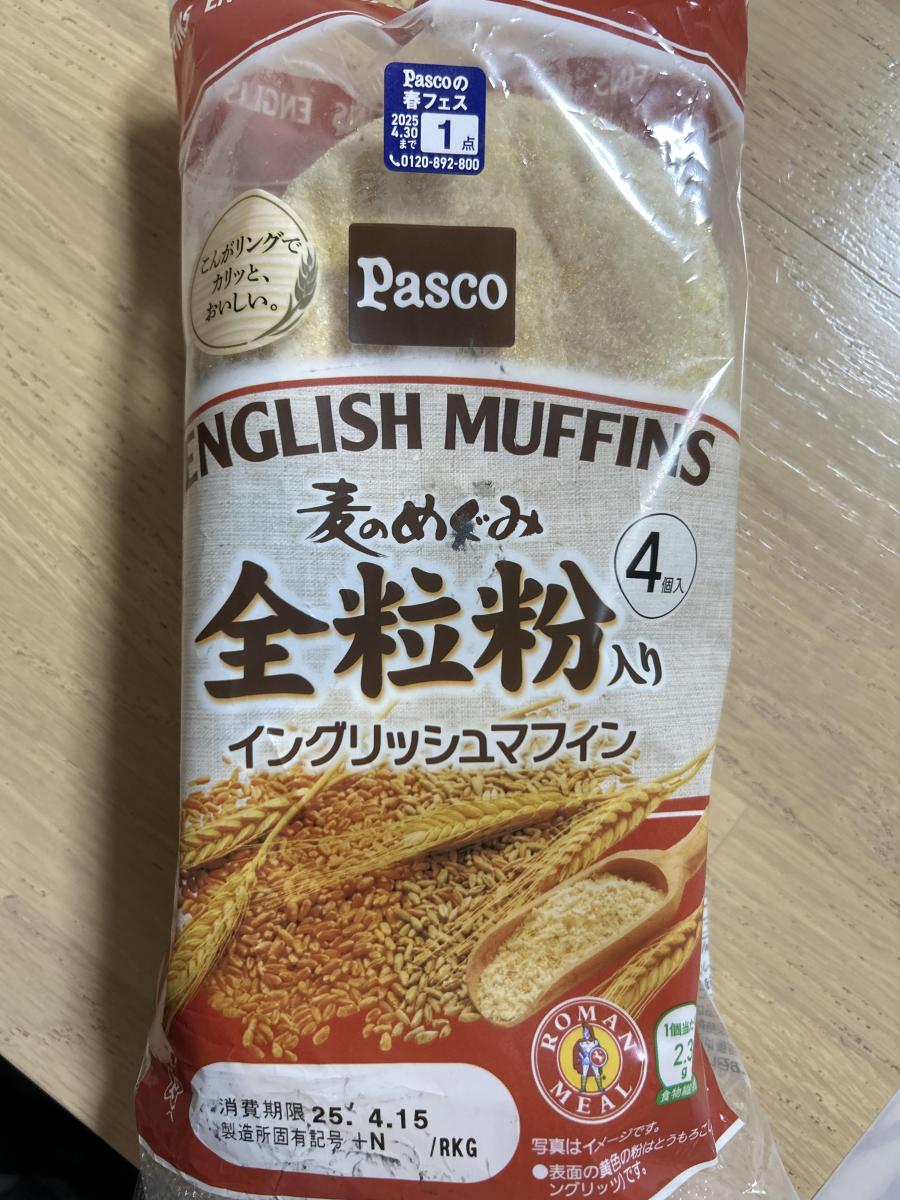 ENGLIS
ENGLIS
Pascoの
春フェス
2025
4.30
まで
1点
0120-892-800
こんがリングで
カリッと、
おいしい。
Pasco
ENGLISH MUFFINS
麦のめぐみ
4個入
全粒粉入り
イングリッシュマフィン
ROMAN
MEAL
1個当た
2.3
g
食物繊維
消費期限 25. 4.15
製造所固有記号 +N /RKG
写真はイメージです。
●表面の黄色の粉はとうもろこ
ングリッツ)です。